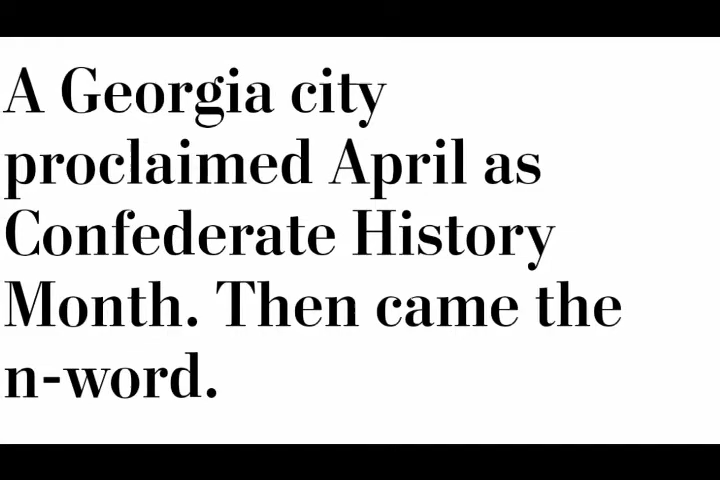 A Georgia city
proclaimed April as
Confederate History
Month. Then came the
n-word.